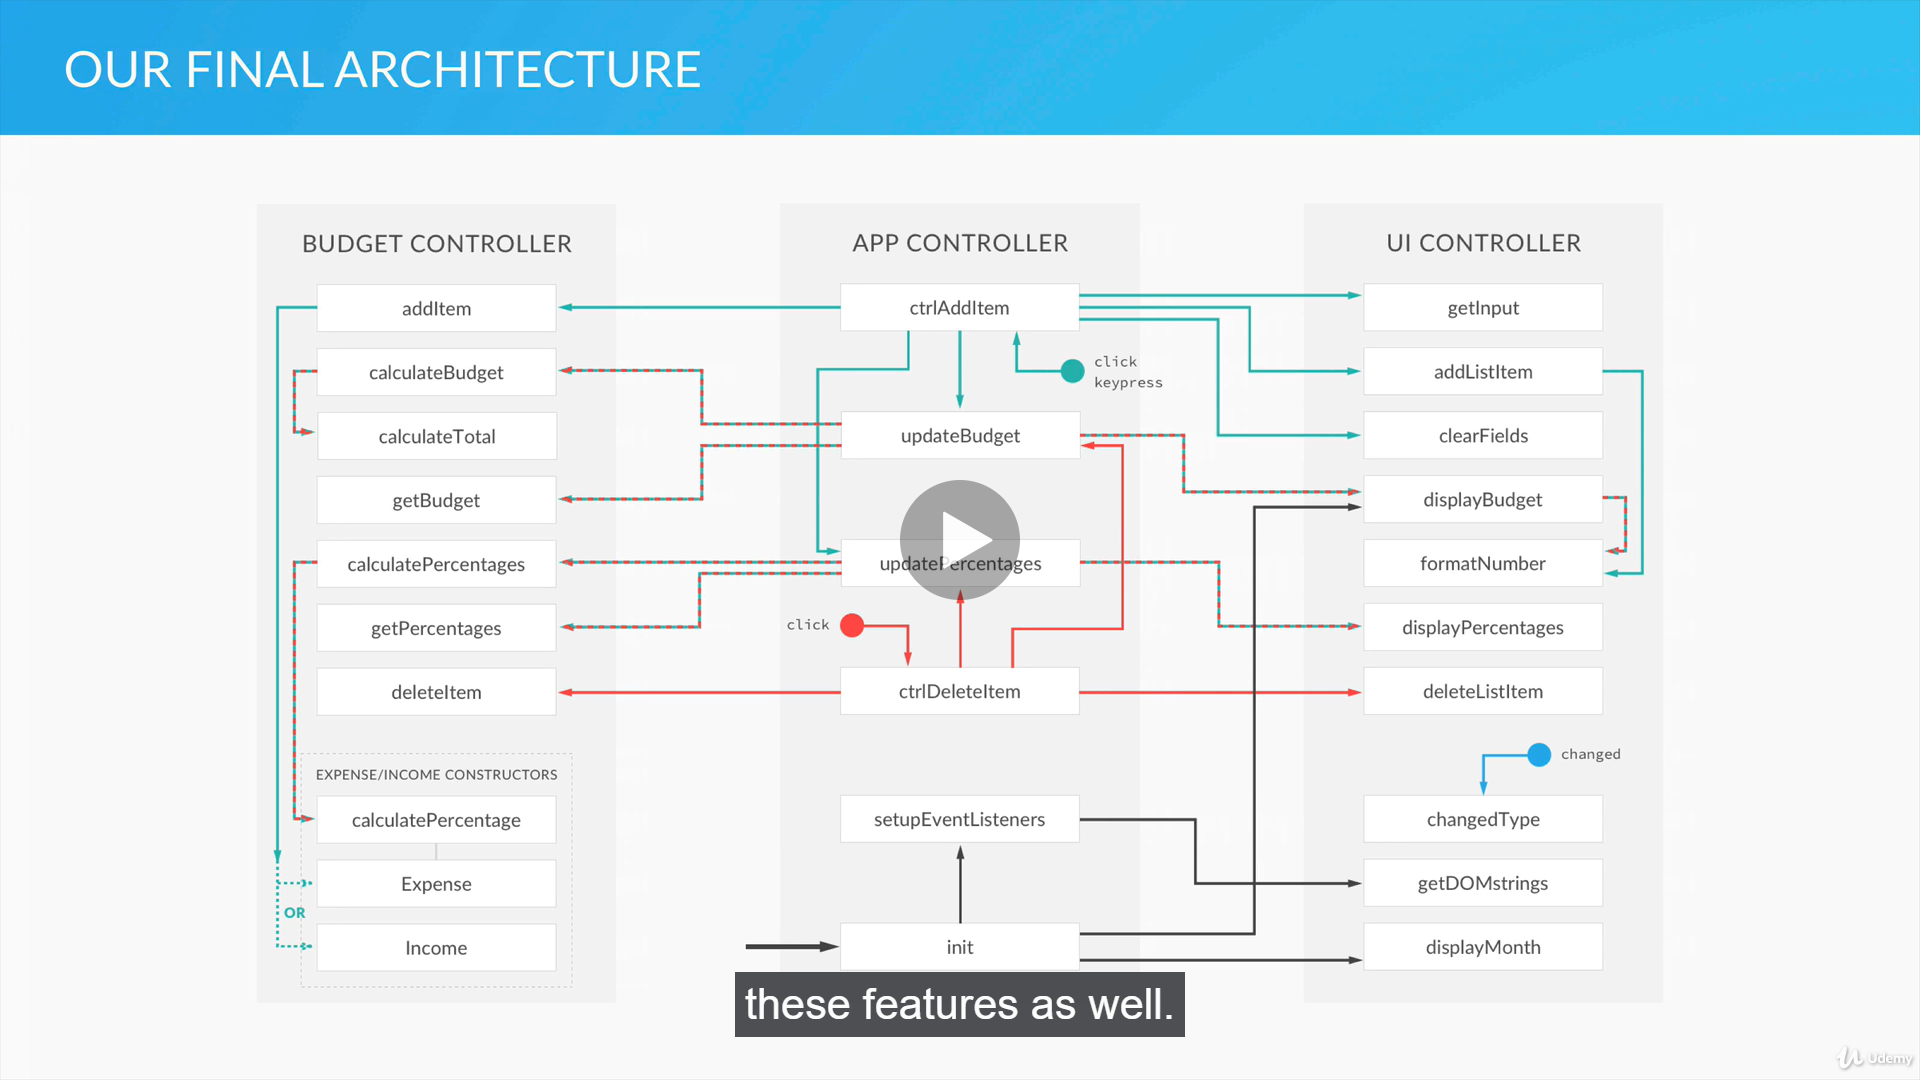 OUR FINAL ARCHITECTURE
BUDGET CONTROLLER
addItem
calculateBudget
calculateTotal
getBudget
calculatePercentages
getPercentages
deleteItem
EXPENSE/INCOME CONSTRUCTORS
calculatePercentage
Expense
OR
Income
APP CONTROLLER
ctrlAddItem
click
keypress
updateBudget
updatePercentages
click
ctrlDeleteItem
setupEventListeners
init
UI CONTROLLER
getInput
addListItem
clearFields
displayBudget
formatNumber
displayPercentages
deleteListItem
changed
changedType
getDOMstrings
displayMonth
these features as well.
Udemy